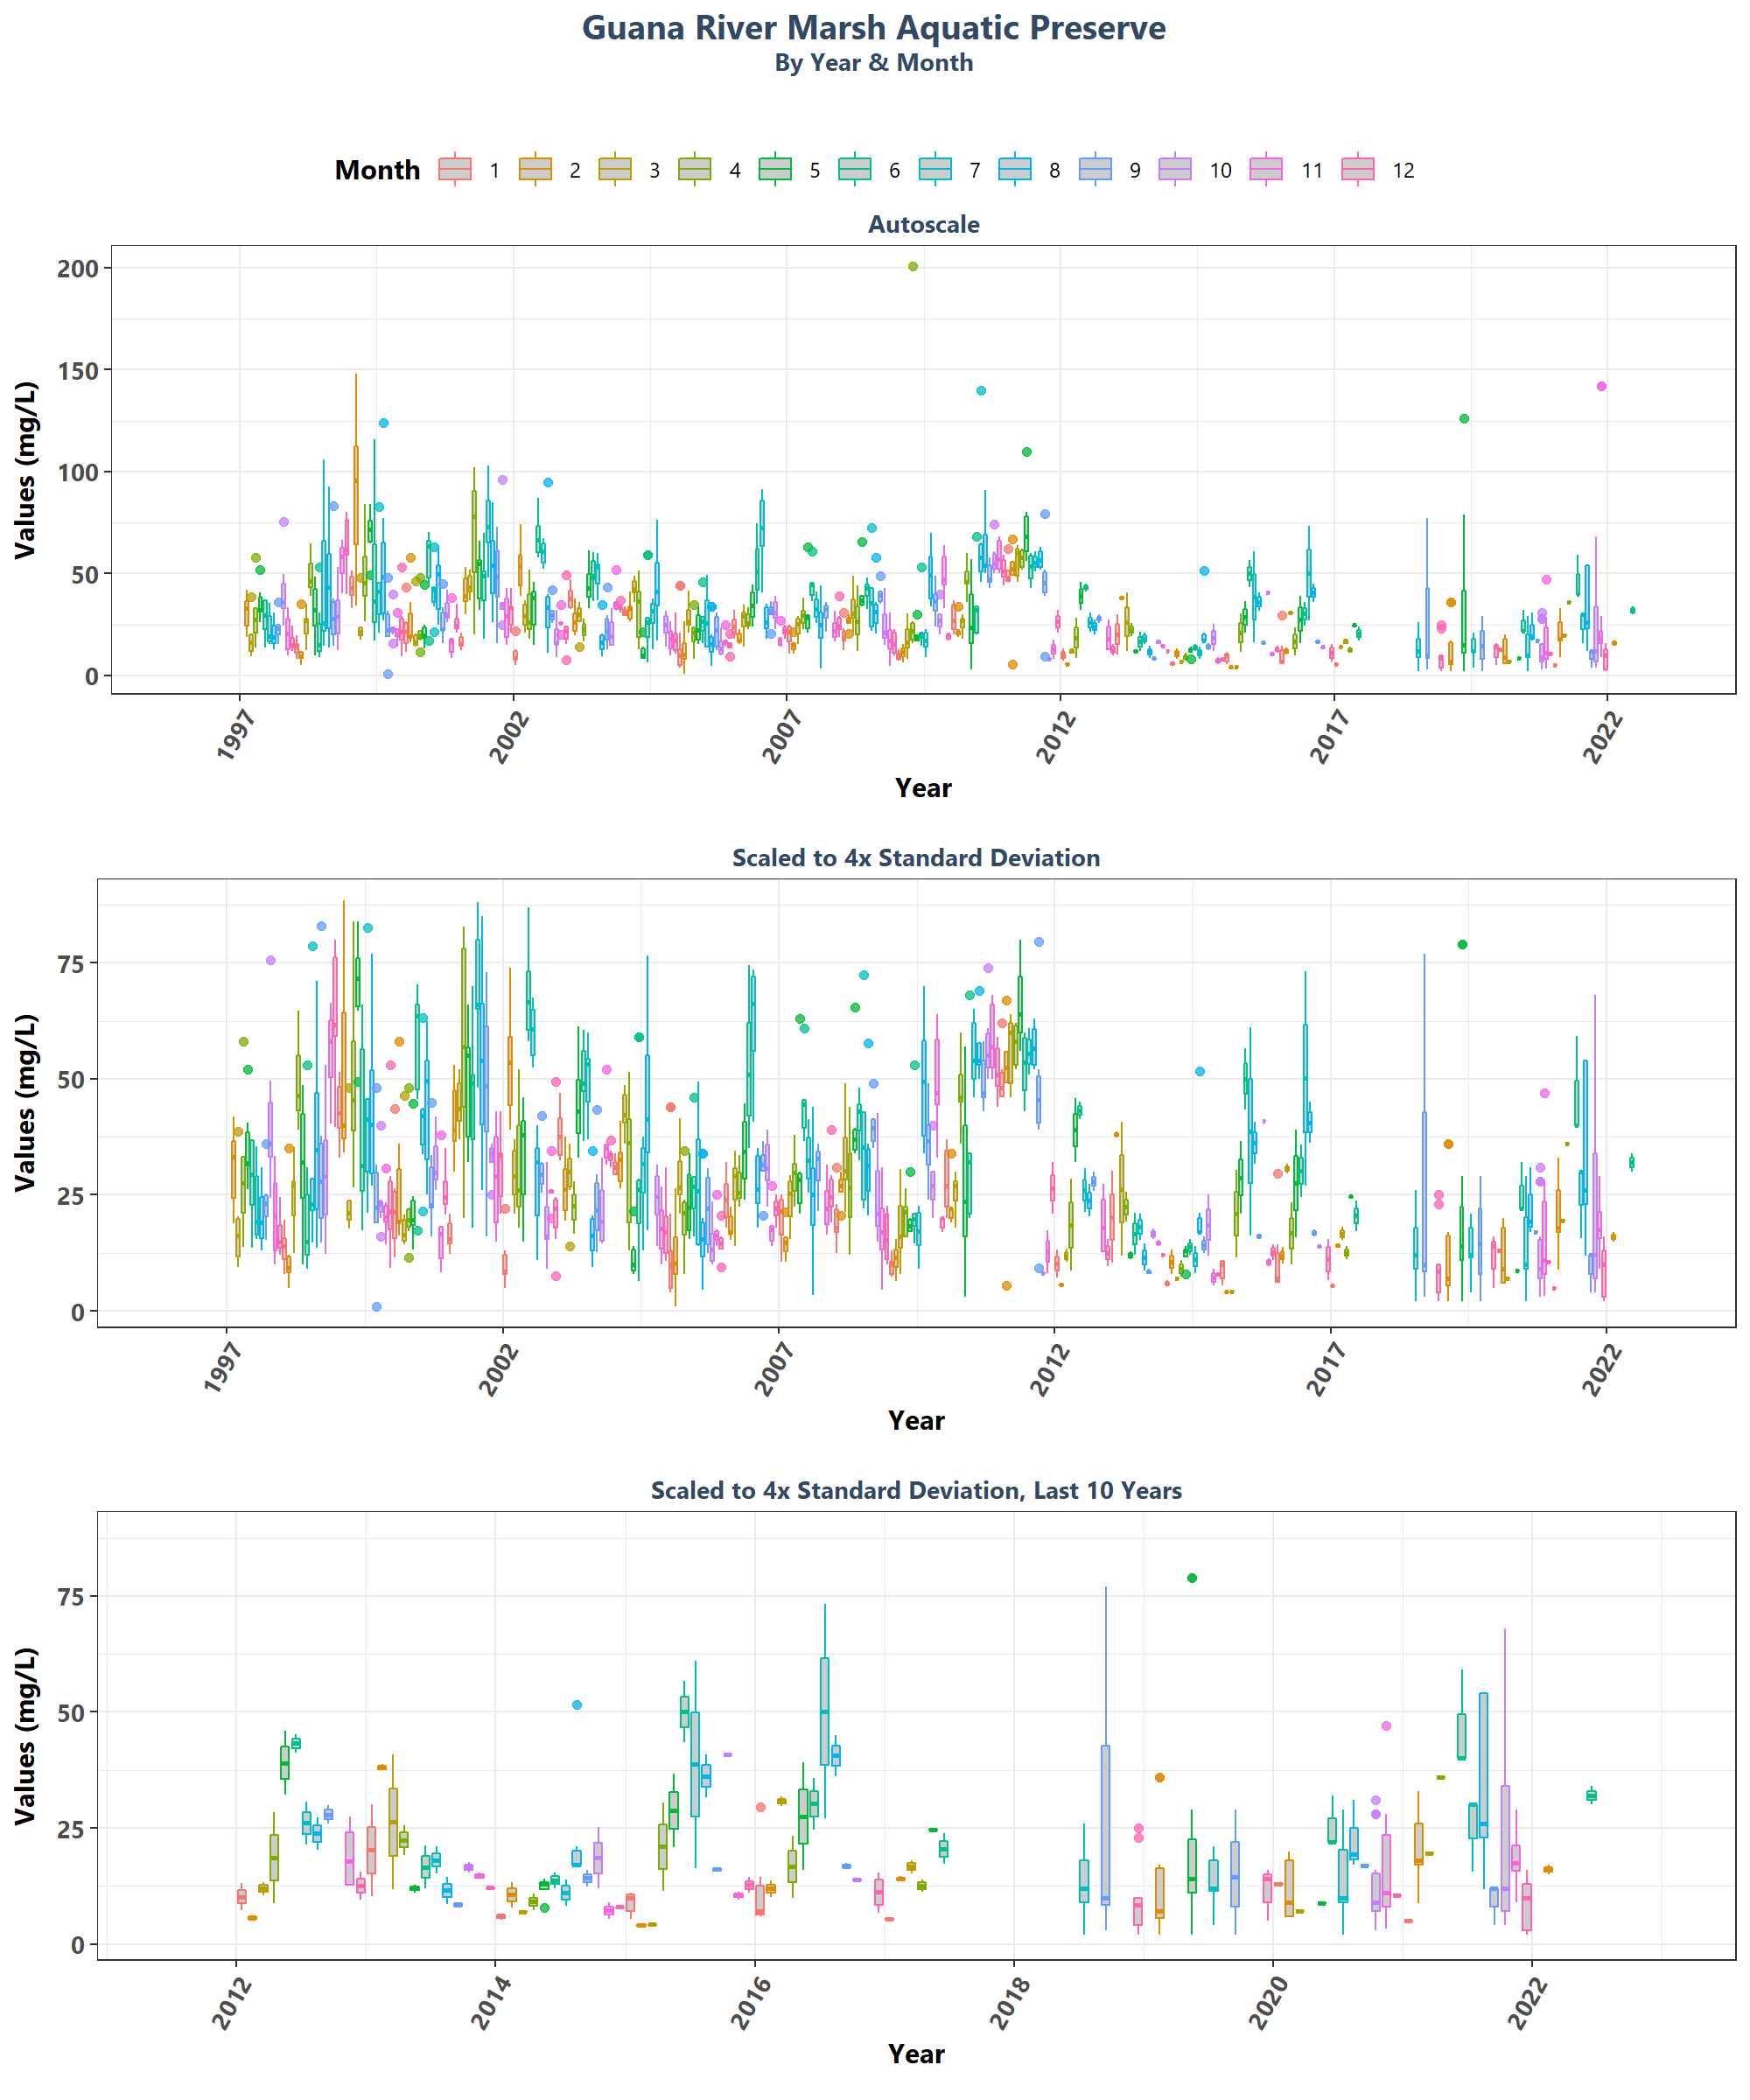 Guana River Marsh Aquatic Preserve
By Year & Month
Month 1 2 3 4 5 6 7 8 9 10 11 12
Autoscale
Values (mg/L)
200
150
100
50
0
1997 2002 2007 2012 2017 2022
Year
Scaled to 4x Standard Deviation
Values (mg/L)
75
50
25
0
1997 2002 2007 2012 2017 2022
Year
Scaled to 4x Standard Deviation, Last 10 Years
Values (mg/L)
75
50
25
0
2012 2014 2016 2018 2020 2022
Year